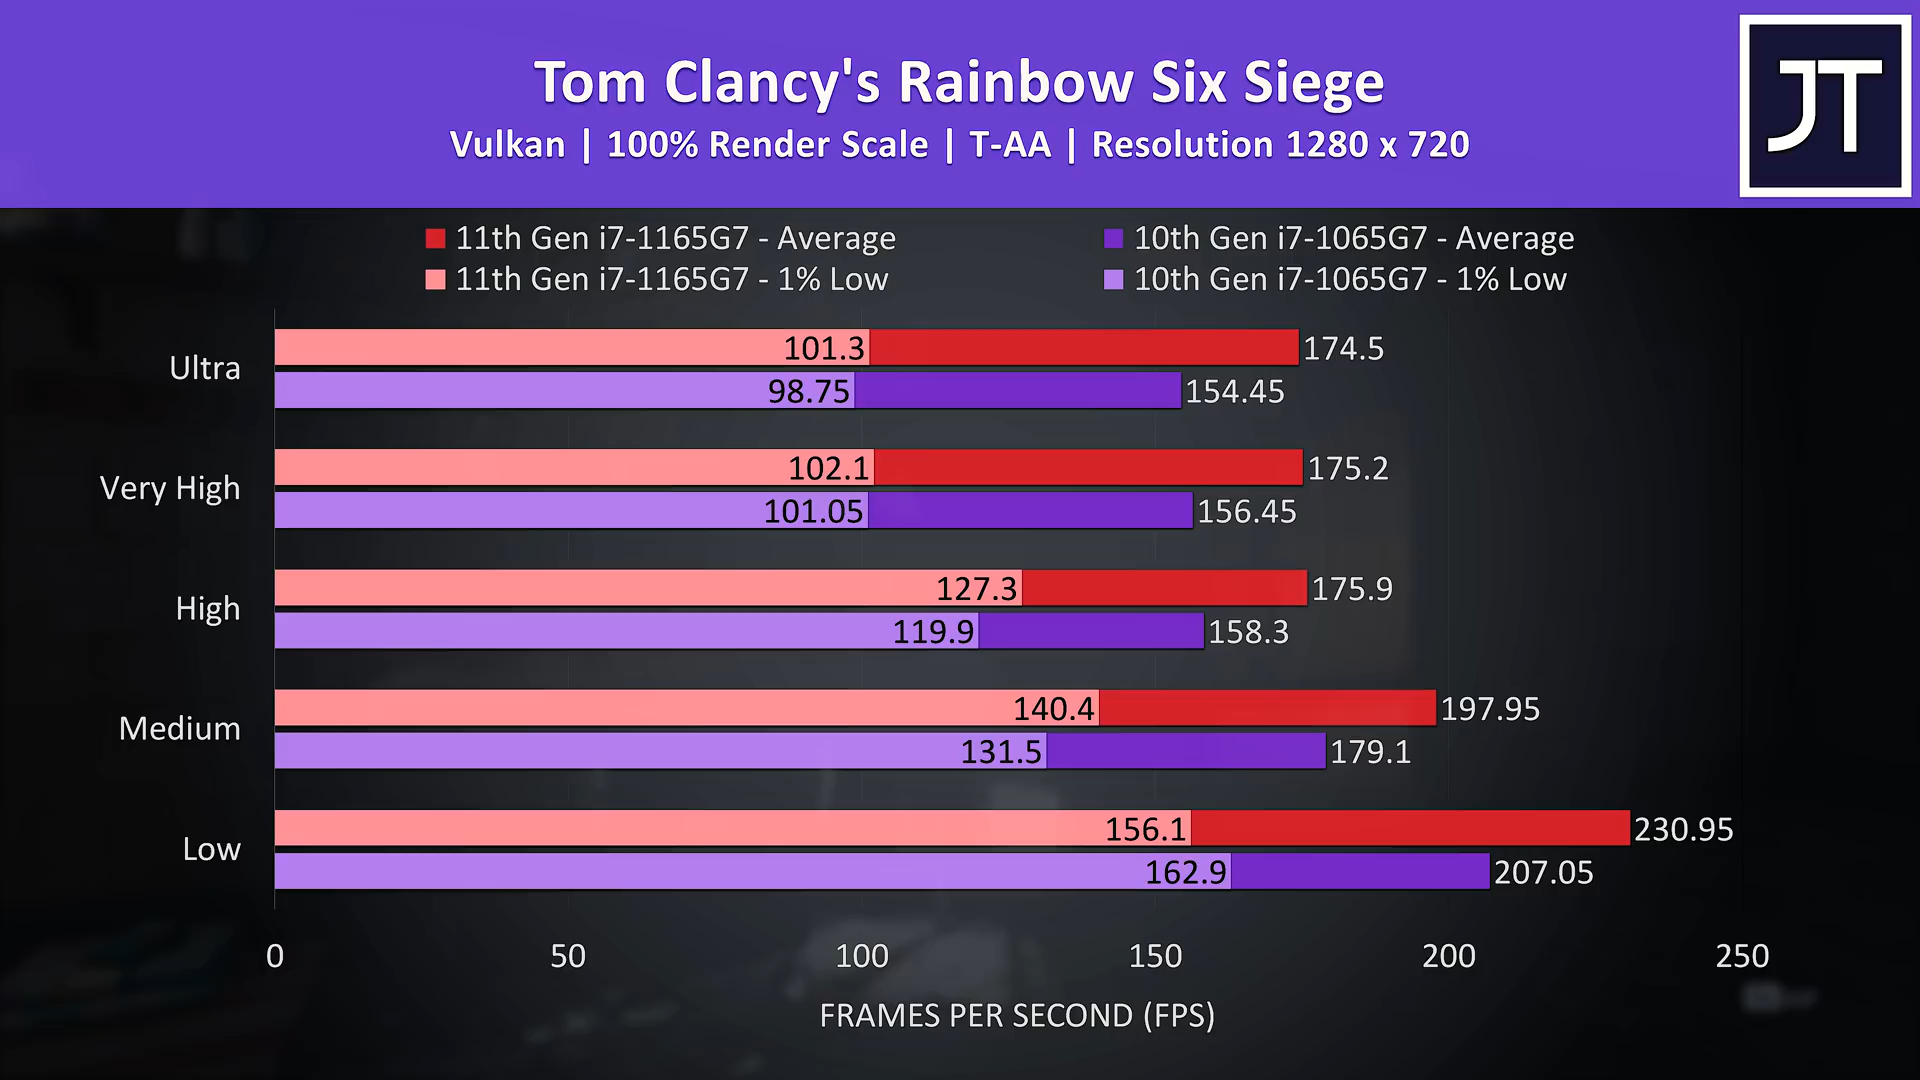 Tom Clancy's Rainbow Six Siege
Vulkan | 100% Render Scale | T-AA | Resolution 1280 x 720
JT
11th Gen i7-1165G7 - Average
10th Gen i7-1065G7 - Average
11th Gen i7-1165G7 - 1% Low
10th Gen i7-1065G7 - 1% Low
Ultra
101.3
174.5
98.75
154.45
Very High
102.1
175.2
101.05
156.45
High
127.3
175.9
119.9
158.3
Medium
140.4
197.95
131.5
179.1
Low
156.1
230.95
162.9
207.05
0 50 100 150 200 250
FRAMES PER SECOND (FPS)